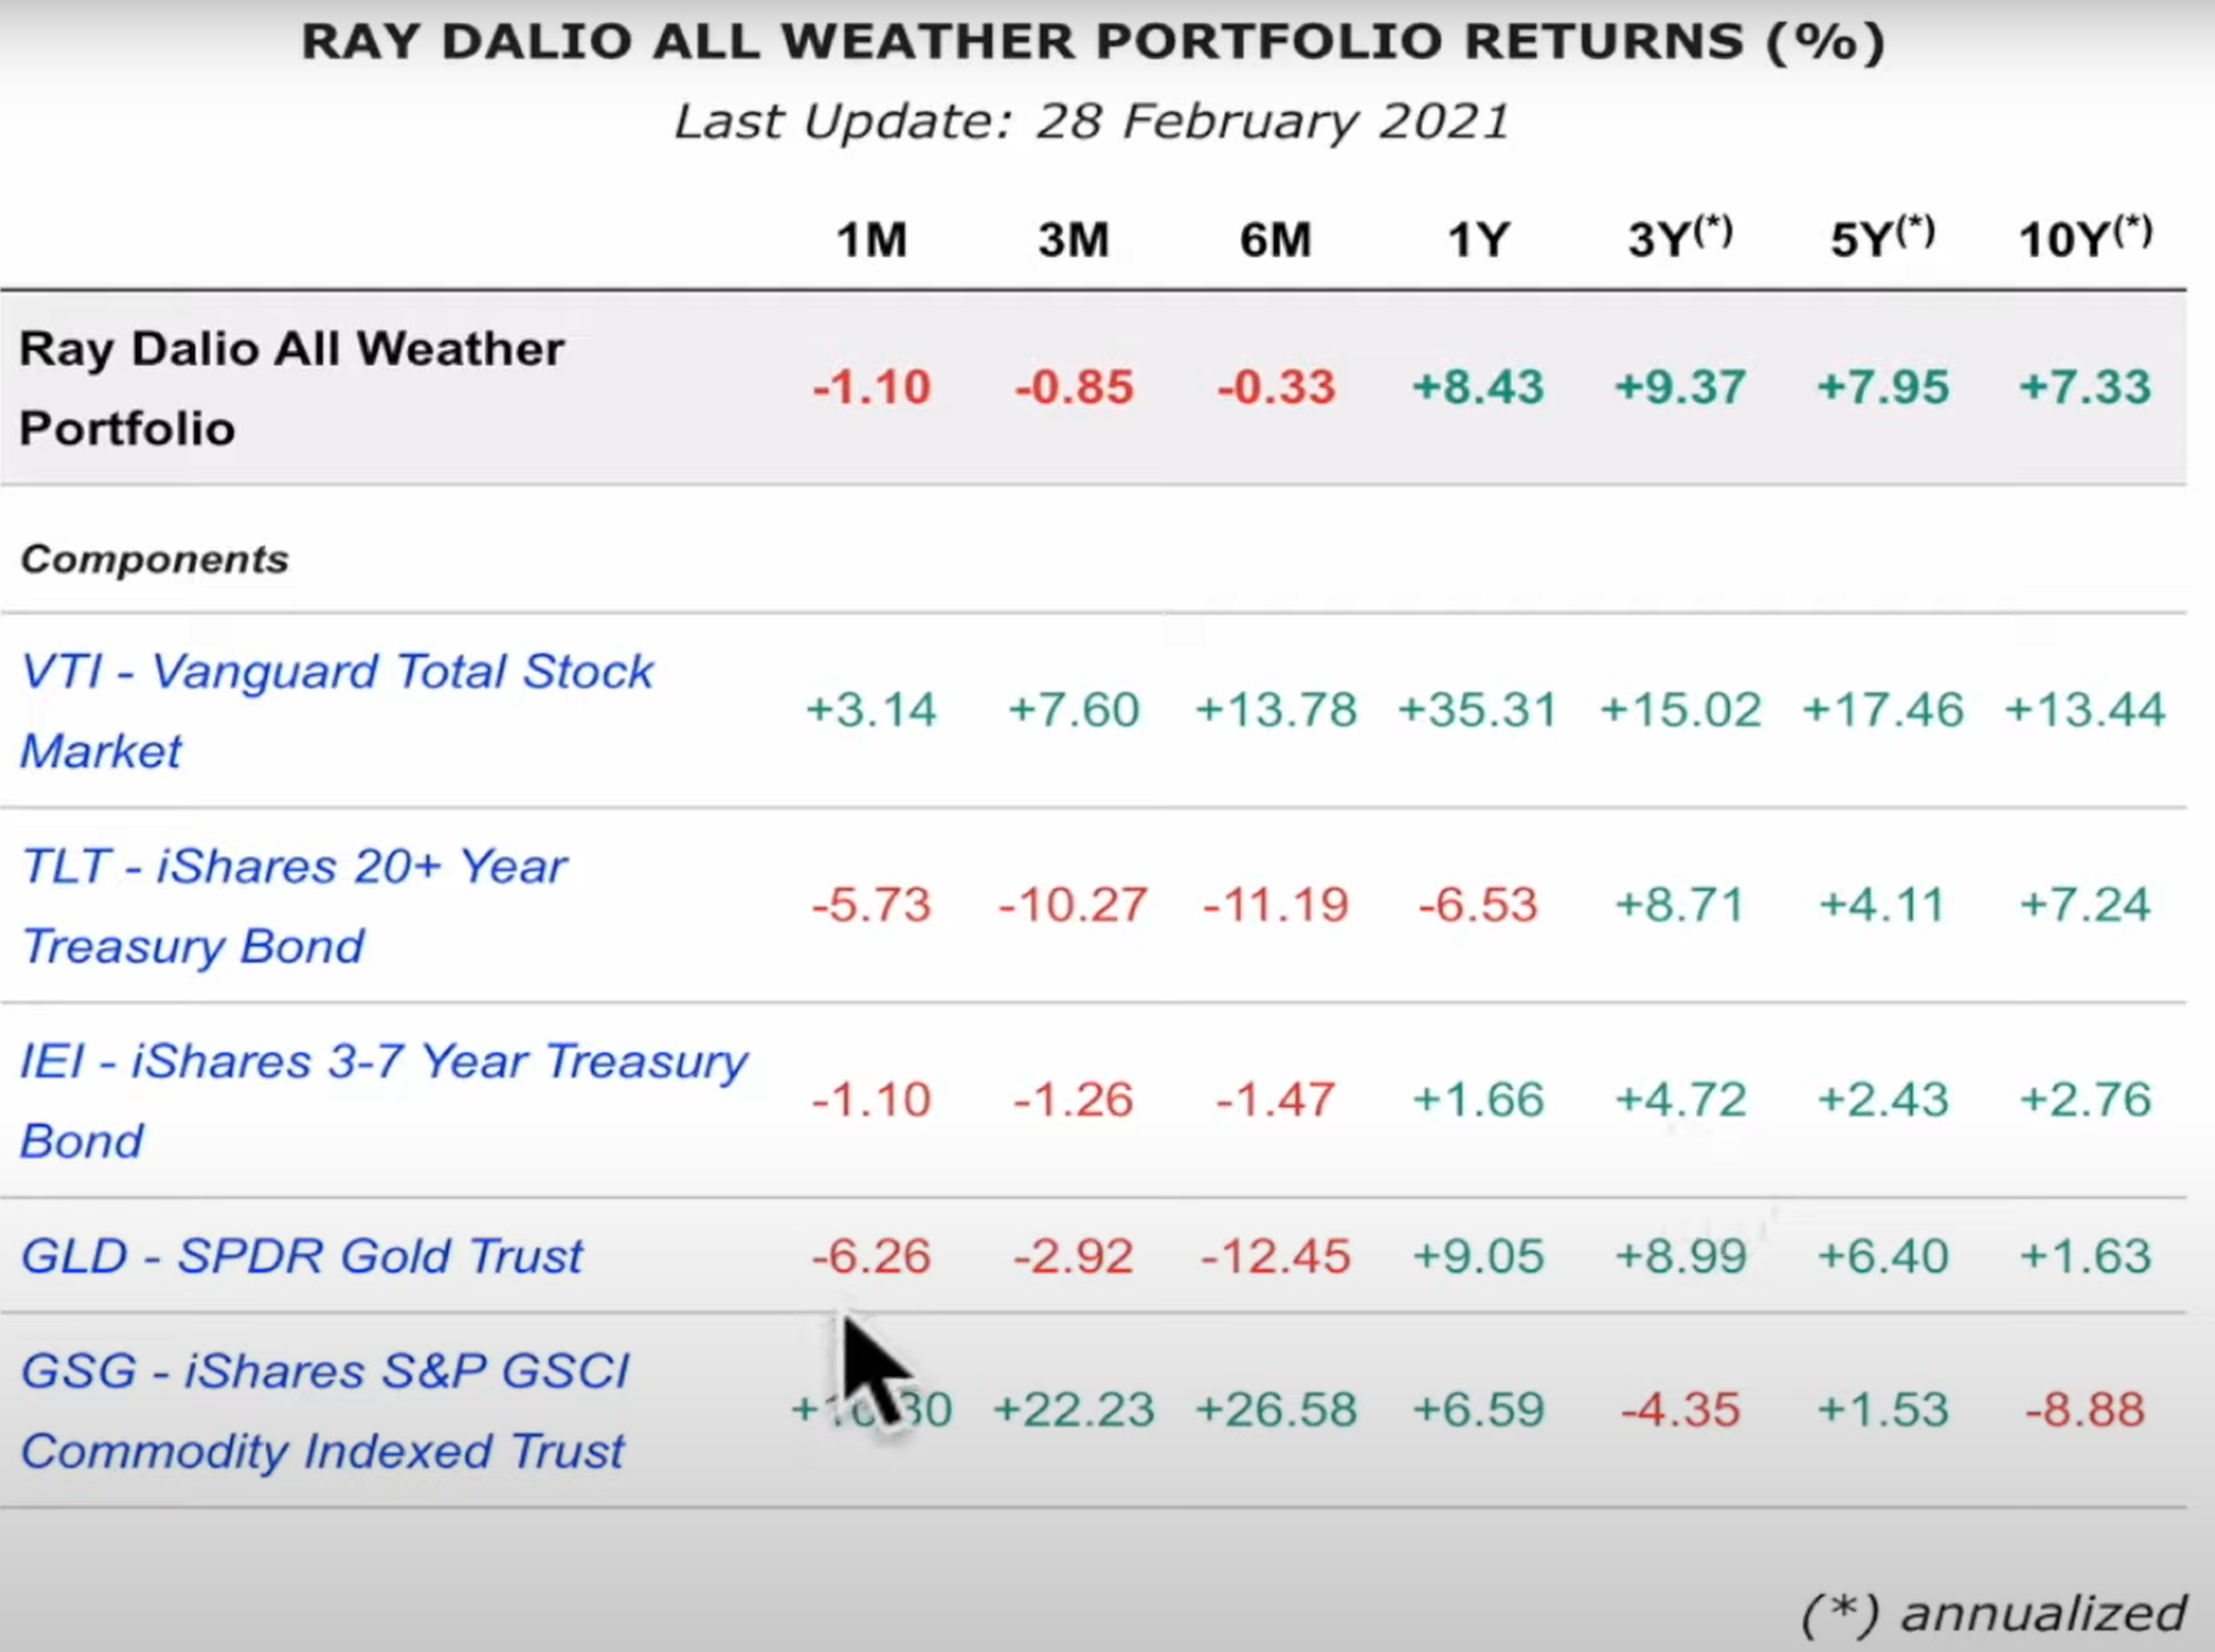 RAY DALIO ALL WEATHER PORTFOLIO RETURNS (%)
Last Update: 28 February 2021
1M 3M 6M 1Y 3Y(*) 5Y(*) 10Y(*)
Ray Dalio All Weather
Portfolio
-1.10 -0.85 -0.33 +8.43 +9.37 +7.95 +7.33
Components
VTI - Vanguard Total Stock
Market
+3.14 +7.60 +13.78 +35.31 +15.02 +17.46 +13.44
TLT - iShares 20+ Year
Treasury Bond
-5.73 -10.27 -11.19 -6.53 +8.71 +4.11 +7.24
IEI - iShares 3-7 Year Treasury
Bond
-1.10 -1.26 -1.47 +1.66 +4.72 +2.43 +2.76
GLD - SPDR Gold Trust
-6.26 -2.92 -12.45 +9.05 +8.99 +6.40 +1.63
GSG - iShares S&P GSCI
Commodity Indexed Trust
+22.23 +26.58 +6.59 -4.35 +1.53 -8.88
(*) annualized